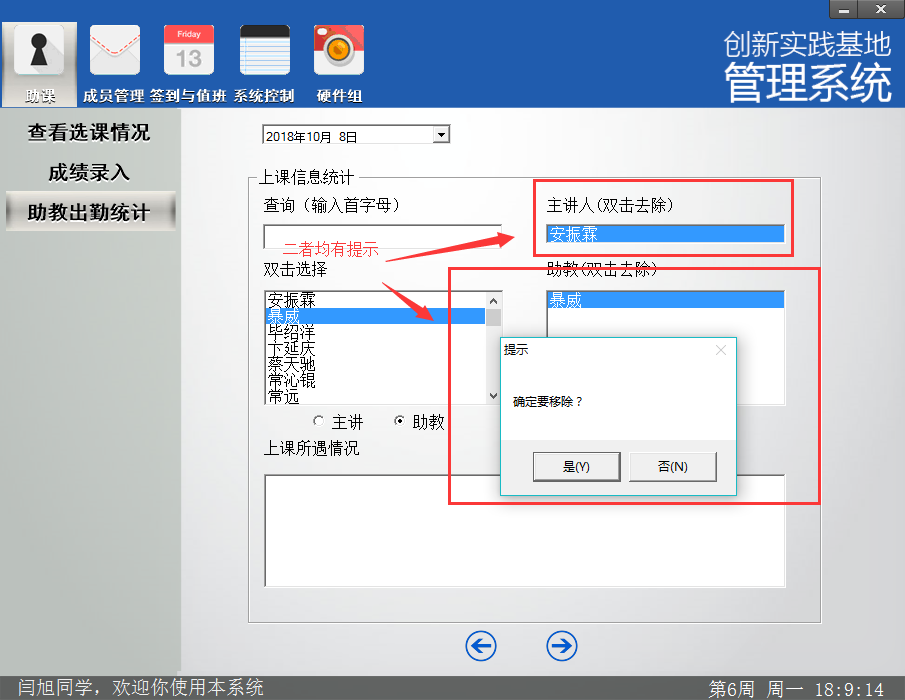 创新实践基地
管理系统
Friday
13
助课
成员管理
签到与值班
系统控制
硬件组
查看选课情况
成绩录入
助教出勤统计
2018年10月 8日
上课信息统计
查询（输入首字母）
主讲人(双击去除)
安振霖
二者均有提示
双击选择
助教(双击去除)
安振霖
暴威
毕绍洋
卞延庆
蔡天驰
常沁锟
常远
暴威
提示
确定要移除？
是(Y)
否(N)
主讲
助教
上课所遇情况
闫旭同学，欢迎你使用本系统
第6周 周一 18:9:14